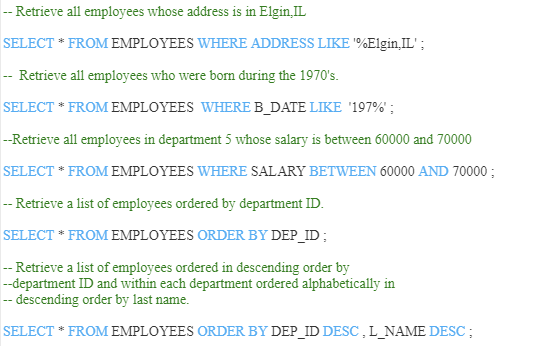 -- Retrieve all employees whose address is in Elgin,IL
SELECT * FROM EMPLOYEES WHERE ADDRESS LIKE '%Elgin,IL' ;
--  Retrieve all employees who were born during the 1970's.
SELECT * FROM EMPLOYEES  WHERE B_DATE LIKE  '197%' ;
--Retrieve all employees in department 5 whose salary is between 60000 and 70000
SELECT * FROM EMPLOYEES WHERE SALARY BETWEEN 60000 AND 70000 ;
-- Retrieve a list of employees ordered by department ID.
SELECT * FROM EMPLOYEES ORDER BY DEP_ID ;
-- Retrieve a list of employees ordered in descending order by
--department ID and within each department ordered alphabetically in
-- descending order by last name.
SELECT * FROM EMPLOYEES ORDER BY DEP_ID DESC , L_NAME DESC ;